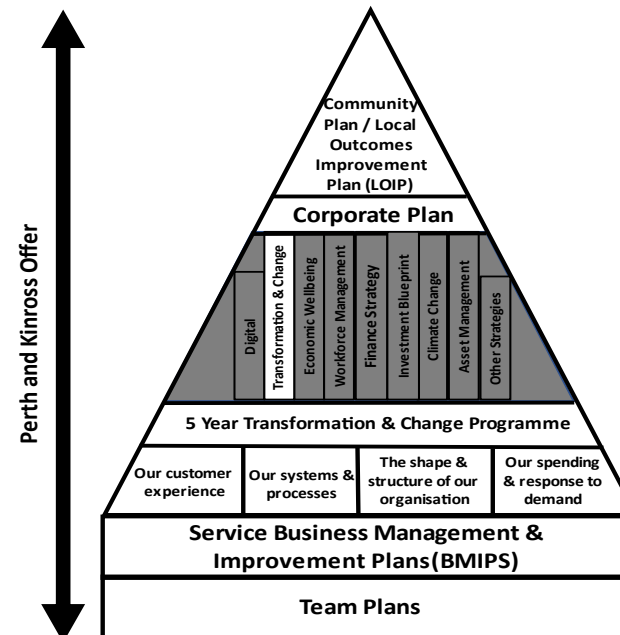 Perth and Kinross Offer
Community
Plan / Local
Outcomes
Improvement
Plan (LOIP)
Corporate Plan
Digital
Transformation & Change
Economic Wellbeing
Workforce Management
Finance Strategy
Investment Blueprint
Climate Change
Asset Management
Other Strategies
5 Year Transformation & Change Programme
Our customer
experience
Our systems &
processes
The shape &
structure of our
organisation
Our spending
& response to
demand
Service Business Management &
Improvement Plans(BMIPS)
Team Plans